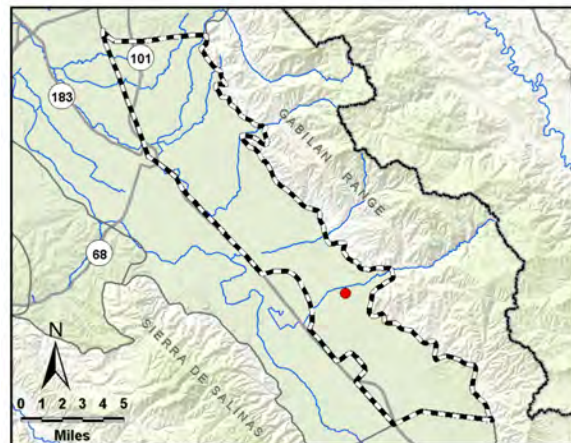 101
183
GABILAN RANGE
68
SIERRA DE SALINAS
N
0 1 2 3 4 5
Miles